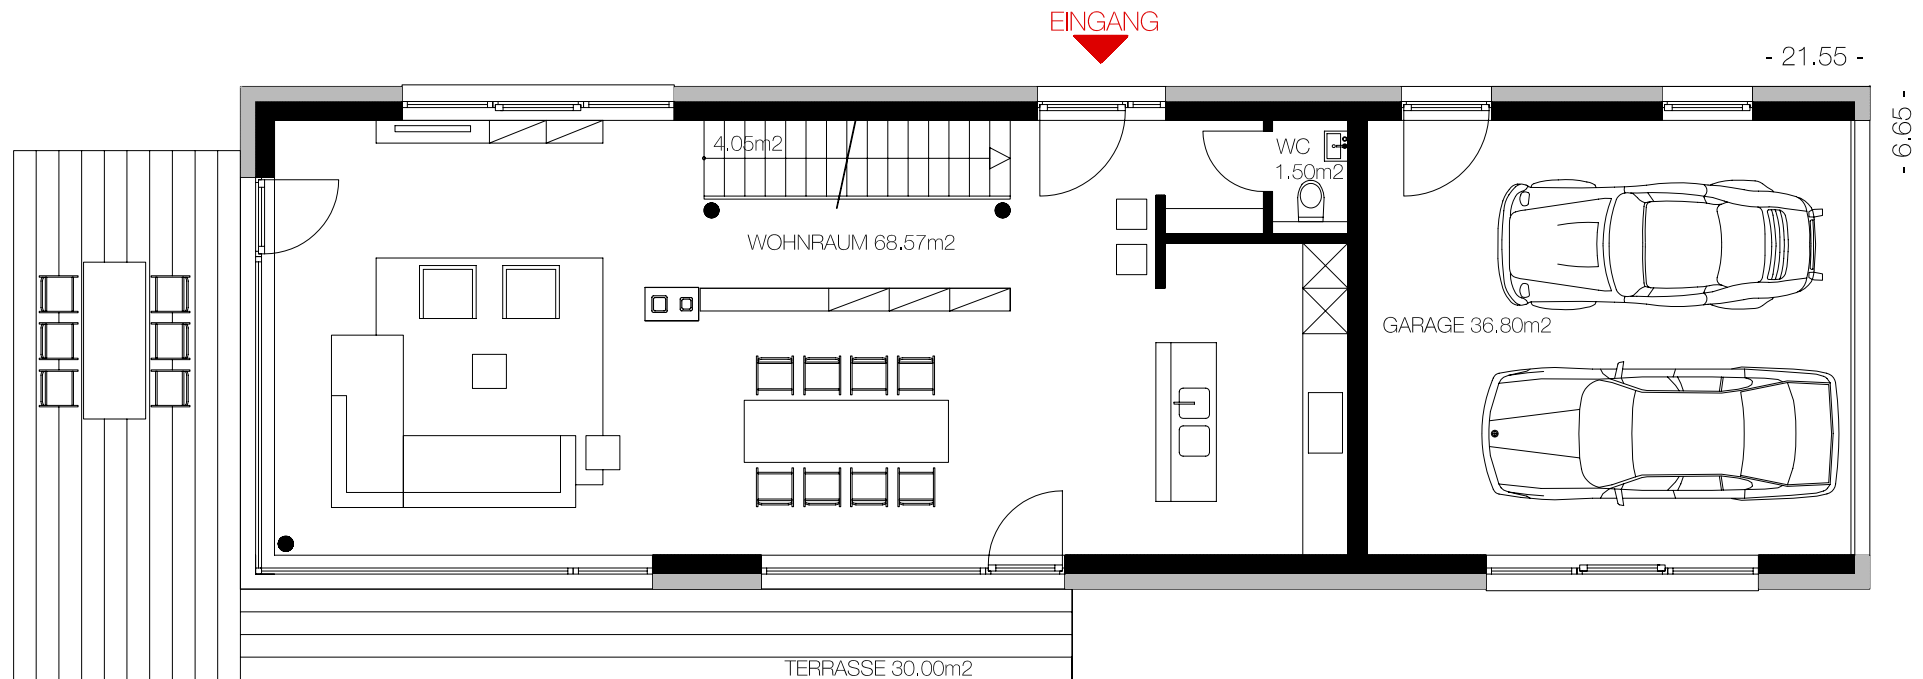 EINGANG
- 21.55 -
- 6.65 -
4.05m2
WC
1.50m2
WOHNRAUM 68.57m2
GARAGE 36.80m2
TERRASSE 30.00m2